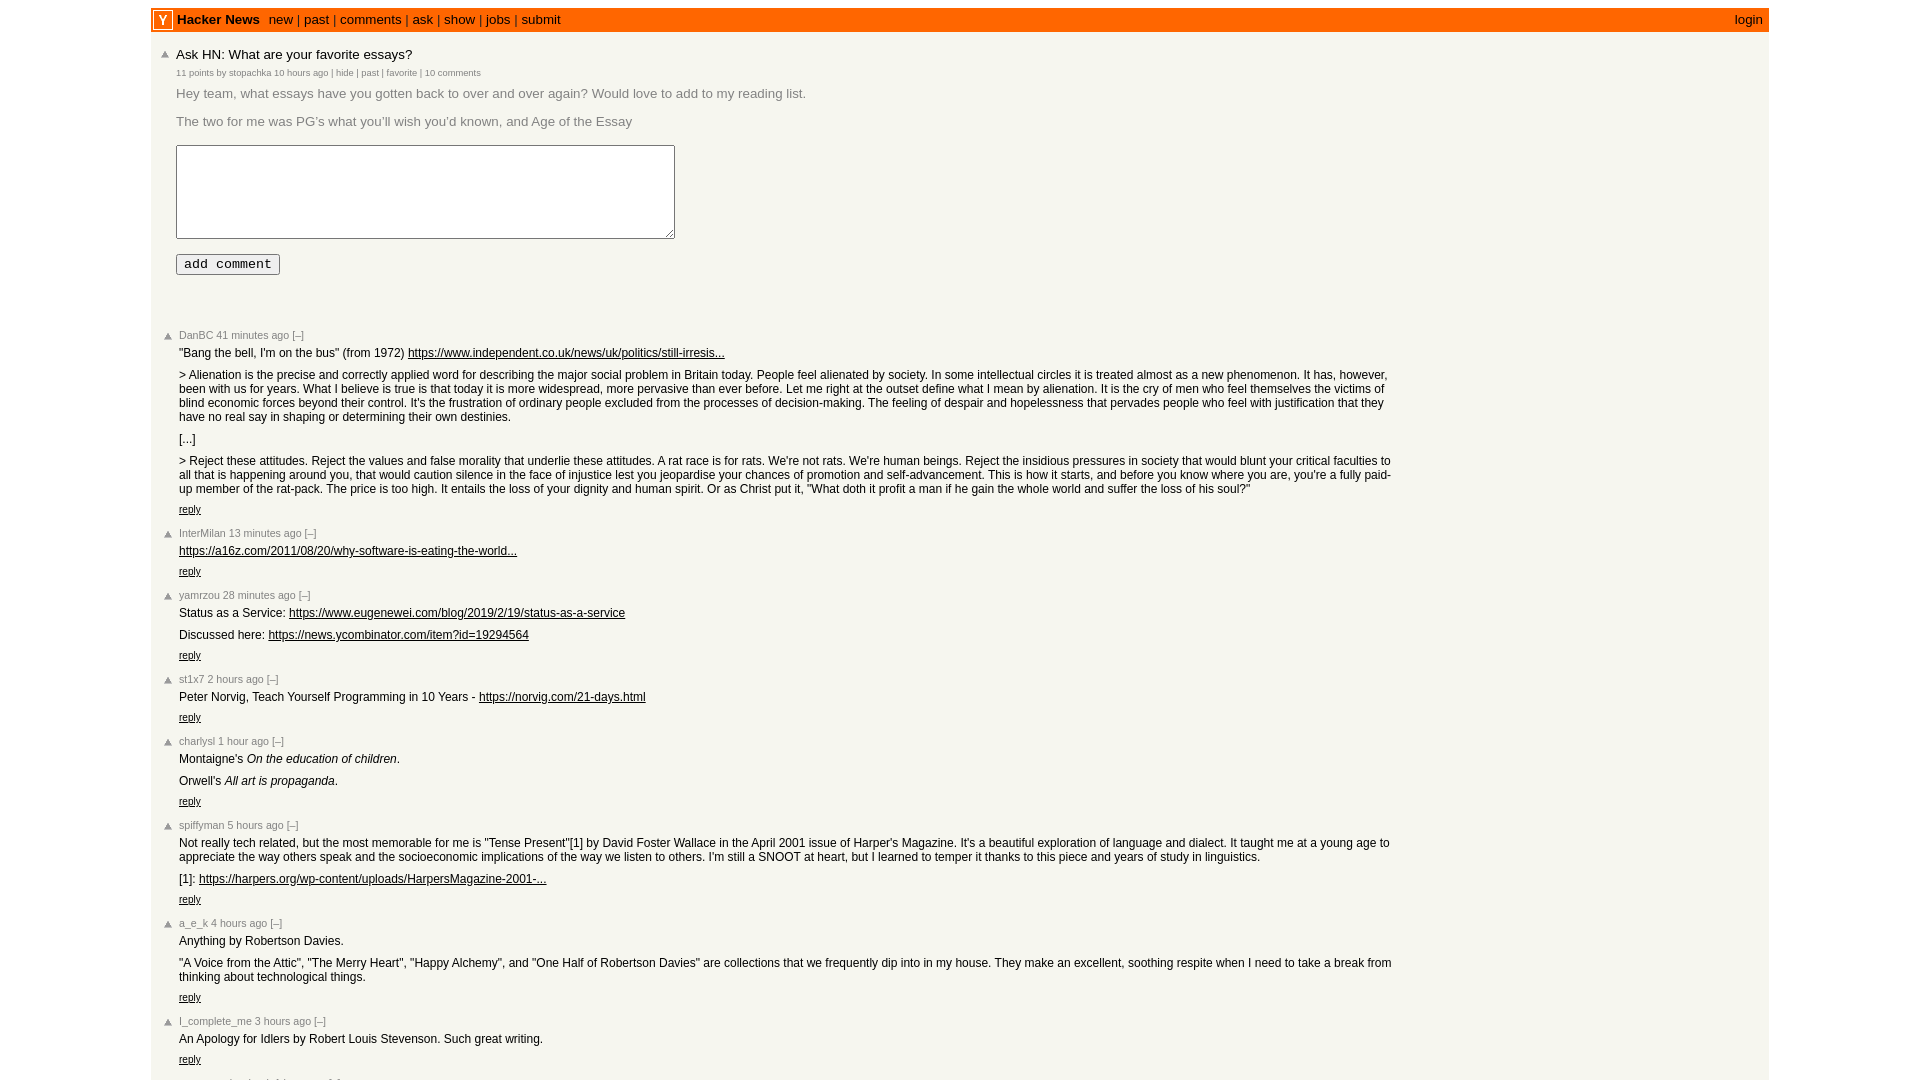 Y Hacker News new | past | comments | ask | show | jobs | submit login
Ask HN: What are your favorite essays?
11 points by stopachka 10 hours ago | hide | past | favorite | 10 comments
Hey team, what essays have you gotten back to over and over again? Would love to add to my reading list.
The two for me was PG’s what you’ll wish you’d known, and Age of the Essay
add comment
DanBC 41 minutes ago [–]
"Bang the bell, I'm on the bus" (from 1972) https://www.independent.co.uk/news/uk/politics/still-irresis...
> Alienation is the precise and correctly applied word for describing the major social problem in Britain today. People feel alienated by society. In some intellectual circles it is treated almost as a new phenomenon. It has, however,
been with us for years. What I believe is true is that today it is more widespread, more pervasive than ever before. Let me right at the outset define what I mean by alienation. It is the cry of men who feel themselves the victims of
blind economic forces beyond their control. It's the frustration of ordinary people excluded from the processes of decision-making. The feeling of despair and hopelessness that pervades people who feel with justification that they
have no real say in shaping or determining their own destinies.
[...]
> Reject these attitudes. Reject the values and false morality that underlie these attitudes. A rat race is for rats. We're not rats. We're human beings. Reject the insidious pressures in society that would blunt your critical faculties to
all that is happening around you, that would caution silence in the face of injustice lest you jeopardise your chances of promotion and self-advancement. This is how it starts, and before you know where you are, you're a fully paid-
up member of the rat-pack. The price is too high. It entails the loss of your dignity and human spirit. Or as Christ put it, "What doth it profit a man if he gain the whole world and suffer the loss of his soul?"
reply
InterMilan 13 minutes ago [–]
https://a16z.com/2011/08/20/why-software-is-eating-the-world...
reply
yamrzou 28 minutes ago [–]
Status as a Service: https://www.eugenewei.com/blog/2019/2/19/status-as-a-service
Discussed here: https://news.ycombinator.com/item?id=19294564
reply
st1x7 2 hours ago [–]
Peter Norvig, Teach Yourself Programming in 10 Years - https://norvig.com/21-days.html
reply
charlysl 1 hour ago [–]
Montaigne's On the education of children.
Orwell's All art is propaganda.
reply
spiffyman 5 hours ago [–]
Not really tech related, but the most memorable for me is "Tense Present"[1] by David Foster Wallace in the April 2001 issue of Harper's Magazine. It's a beautiful exploration of language and dialect. It taught me at a young age to
appreciate the way others speak and the socioeconomic implications of the way we listen to others. I'm still a SNOOT at heart, but I learned to temper it thanks to this piece and years of study in linguistics.
[1]: https://harpers.org/wp-content/uploads/HarpersMagazine-2001-...
reply
a_e_k 4 hours ago [–]
Anything by Robertson Davies.
"A Voice from the Attic", "The Merry Heart", "Happy Alchemy", and "One Half of Robertson Davies" are collections that we frequently dip into in my house. They make an excellent, soothing respite when I need to take a break from
thinking about technological things.
reply
I_complete_me 3 hours ago [–]
An Apology for Idlers by Robert Louis Stevenson. Such great writing.
reply